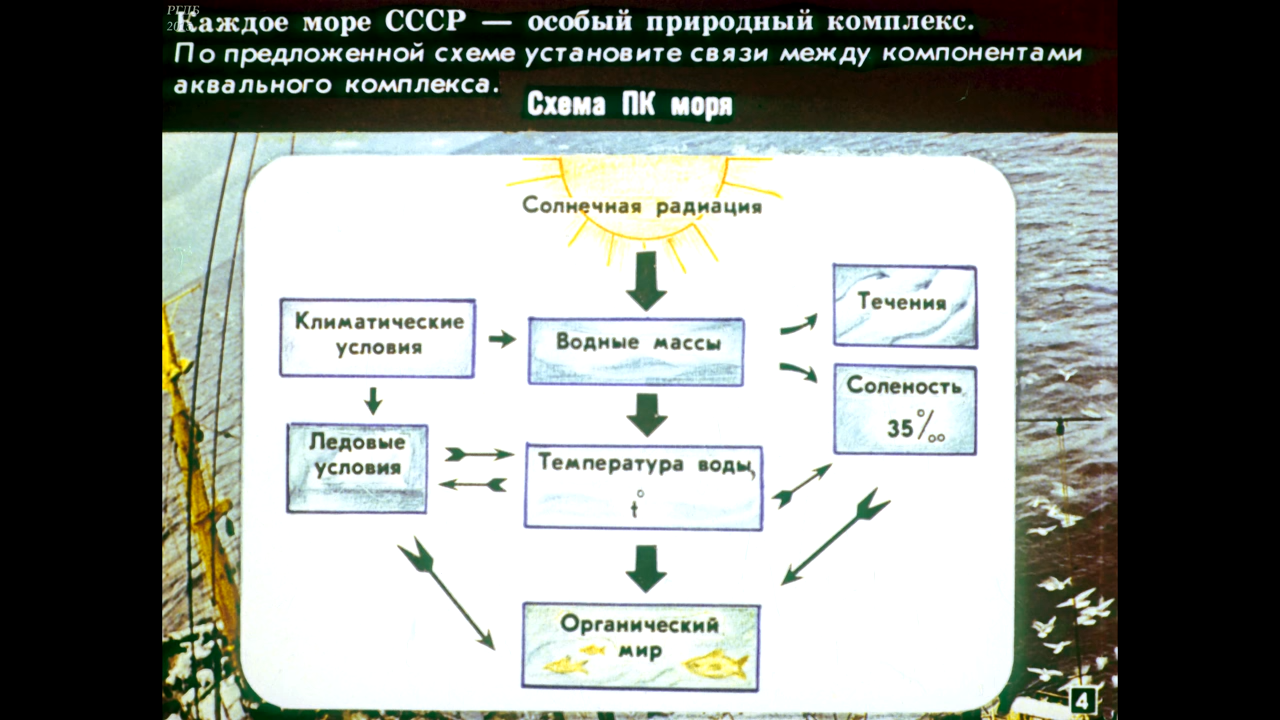 РГДБ
Каждое море СССР — особый природный комплекс.
По предложенной схеме установите связи между компонентами
аквального комплекса.
Схема ПК моря
Солнечная радиация
Климатические
условия
Водные массы
Течения
Соленость
35‰
Ледовые
условия
Температура воды,
t°
Органический
мир
4